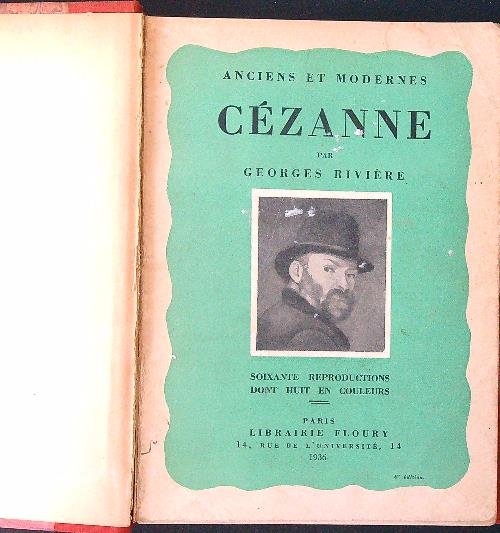 ANCIENS ET MODERNES
CÉZANNE
PAR
GEORGES RIVIÈRE
SOIXANTE REPRODUCTIONS
DONT HUIT EN COULEURS
PARIS
LIBRAIRIE FLOURY
14, RUE DE L'UNIVERSITÉ, 14
1936
édition.